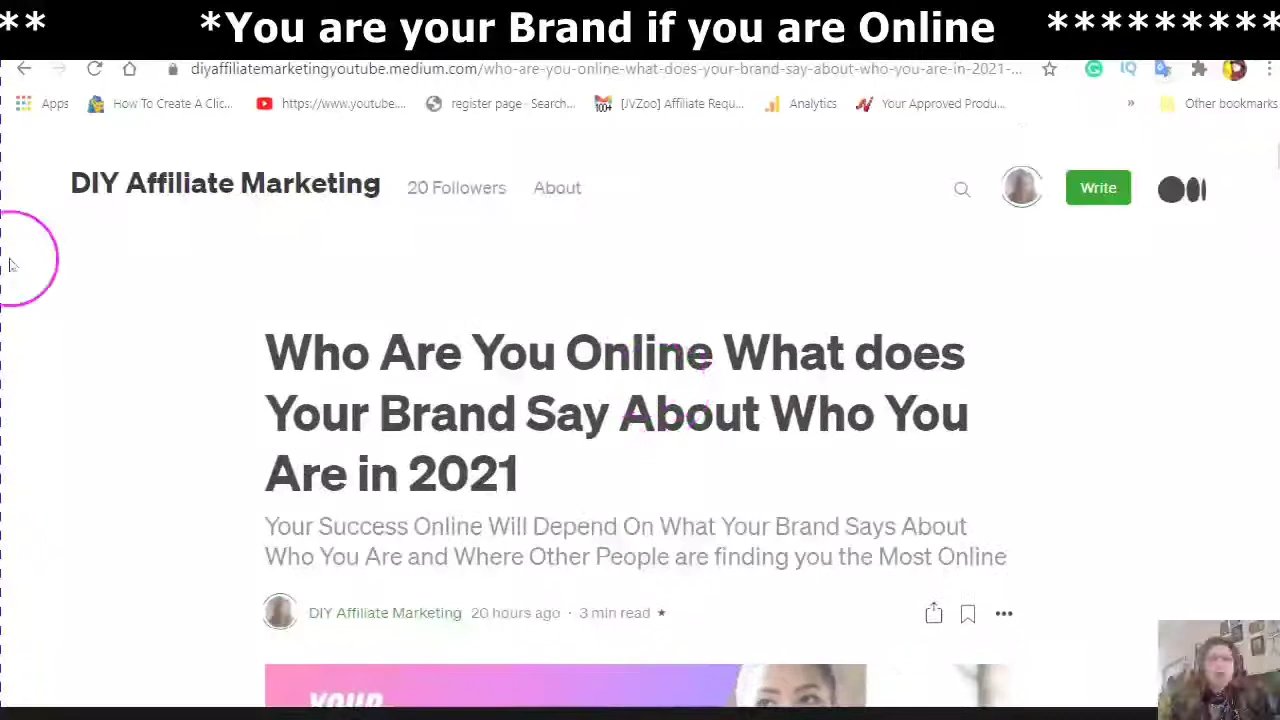 ** *You are your Brand if you are Online *********
diyaffiliatemarketingyoutube.medium.com/who-are-you-online-what-does-your-brand-say-about-who-you-are-in-2021-...
Apps How To Create A Clic... https://www.youtube.... register page - Search... 100+ [JVZoo] Affiliate Requ... Analytics Your Approved Produ... » Other bookmarks
DIY Affiliate Marketing 20 Followers About Write
Who Are You Online What does
Your Brand Say About Who You
Are in 2021
Your Success Online Will Depend On What Your Brand Says About
Who You Are and Where Other People are finding you the Most Online
DIY Affiliate Marketing 20 hours ago · 3 min read ★
YOUR